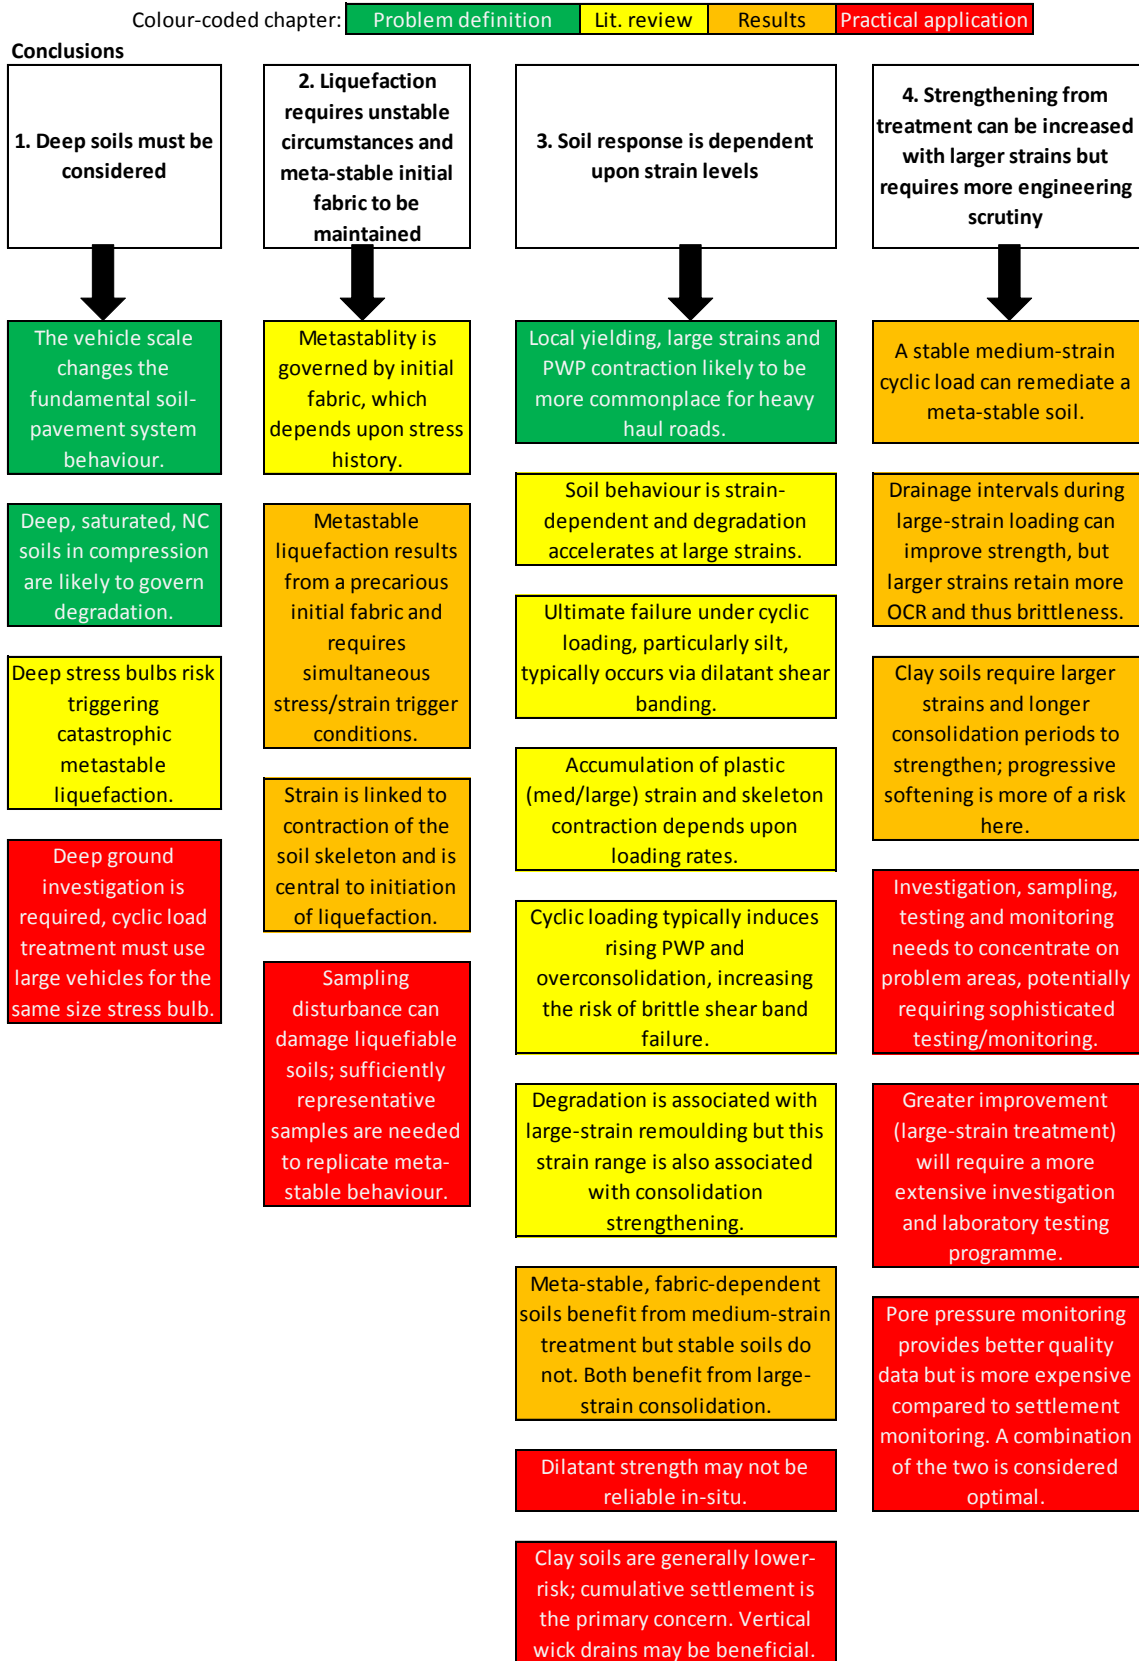 Colour-coded chapter: Problem definition Lit. review Results Practical application
Conclusions
1. Deep soils must be
considered
2. Liquefaction
requires unstable
circumstances and
meta-stable initial
fabric to be
maintained
3. Soil response is dependent
upon strain levels
4. Strengthening from
treatment can be increased
with larger strains but
requires more engineering
scrutiny
The vehicle scale
changes the
fundamental soil-
pavement system
behaviour.
Deep, saturated, NC
soils in compression
are likely to govern
degradation.
Deep stress bulbs risk
triggering
catastrophic
metastable
liquefaction.
Deep ground
investigation is
required, cyclic load
treatment must use
large vehicles for the
same size stress bulb.
Metastablity is
governed by initial
fabric, which
depends upon stress
history.
Metastable
liquefaction results
from a precarious
initial fabric and
requires
simultaneous
stress/strain trigger
conditions.
Strain is linked to
contraction of the
soil skeleton and is
central to initiation
of liquefaction.
Sampling
disturbance can
damage liquefiable
soils; sufficiently
representative
samples are needed
to replicate meta-
stable behaviour.
Local yielding, large strains and
PWP contraction likely to be
more commonplace for heavy
haul roads.
Soil behaviour is strain-
dependent and degradation
accelerates at large strains.
Ultimate failure under cyclic
loading, particularly silt,
typically occurs via dilatant shear
banding.
Accumulation of plastic
(med/large) strain and skeleton
contraction depends upon
loading rates.
Cyclic loading typically induces
rising PWP and
overconsolidation, increasing
the risk of brittle shear band
failure.
Degradation is associated with
large-strain remoulding but this
strain range is also associated
with consolidation
strengthening.
Meta-stable, fabric-dependent
soils benefit from medium-strain
treatment but stable soils do
not. Both benefit from large-
strain consolidation.
Dilatant strength may not be
reliable in-situ.
Clay soils are generally lower-
risk; cumulative settlement is
the primary concern. Vertical
wick drains may be beneficial.
A stable medium-strain
cyclic load can remediate a
meta-stable soil.
Drainage intervals during
large-strain loading can
improve strength, but
larger strains retain more
OCR and thus brittleness.
Clay soils require larger
strains and longer
consolidation periods to
strengthen; progressive
softening is more of a risk
here.
Investigation, sampling,
testing and monitoring
needs to concentrate on
problem areas, potentially
requiring sophisticated
testing/monitoring.
Greater improvement
(large-strain treatment)
will require a more
extensive investigation
and laboratory testing
programme.
Pore pressure monitoring
provides better quality
data but is more expensive
compared to settlement
monitoring. A combination
of the two is considered
optimal.